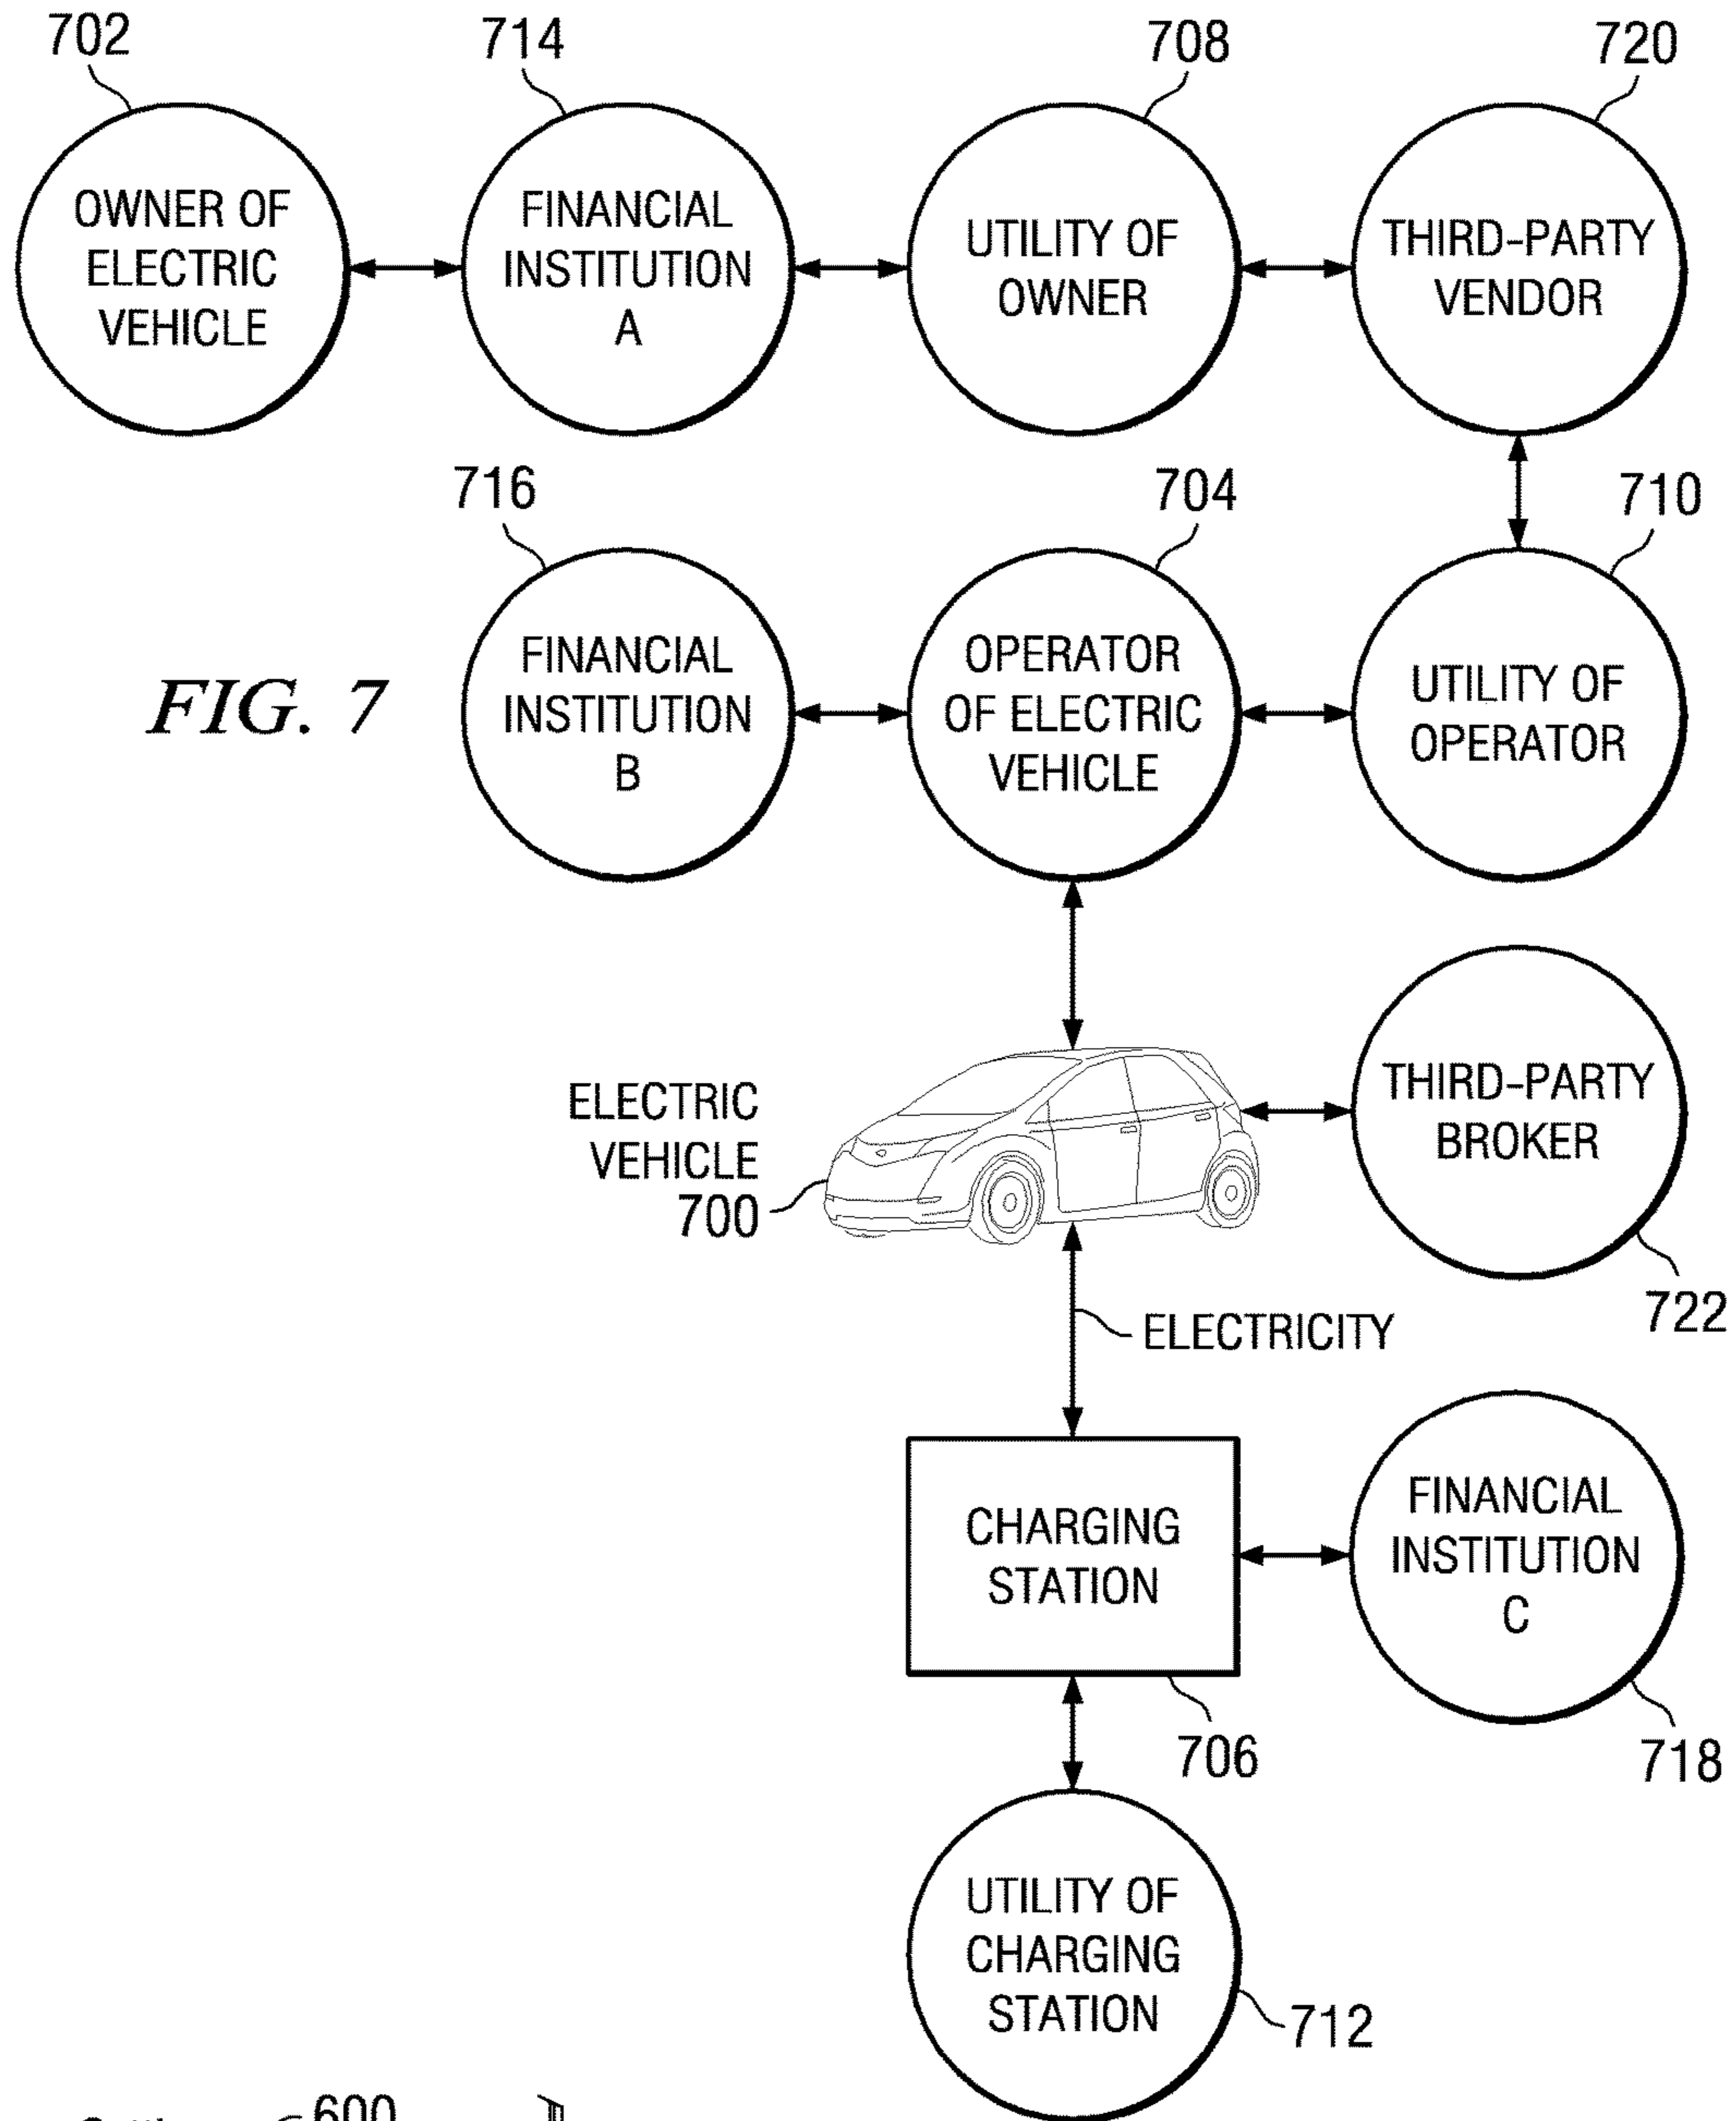 702
714
708
720
OWNER OF
ELECTRIC
VEHICLE
FINANCIAL
INSTITUTION
A
UTILITY OF
OWNER
THIRD-PARTY
VENDOR
716
704
710
FIG. 7
FINANCIAL
INSTITUTION
B
OPERATOR
OF ELECTRIC
VEHICLE
UTILITY OF
OPERATOR
ELECTRIC
VEHICLE
700
THIRD-PARTY
BROKER
722
ELECTRICITY
CHARGING
STATION
706
FINANCIAL
INSTITUTION
C
718
UTILITY OF
CHARGING
STATION
712
600